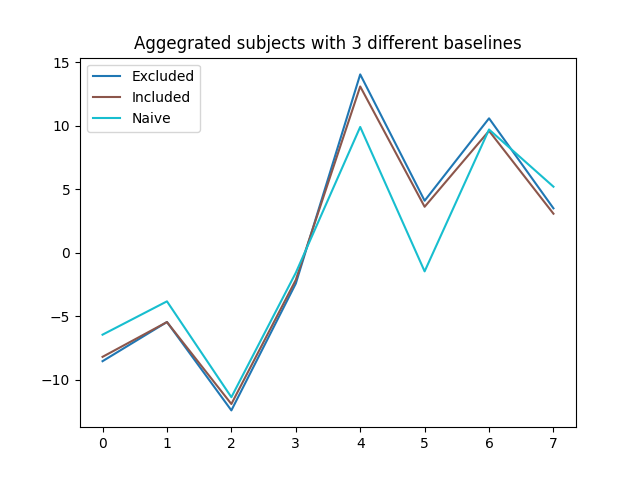 Aggegrated subjects with 3 different baselines
15
10
5
0
−5
−10
Excluded
Included
Naive
0 1 2 3 4 5 6 7